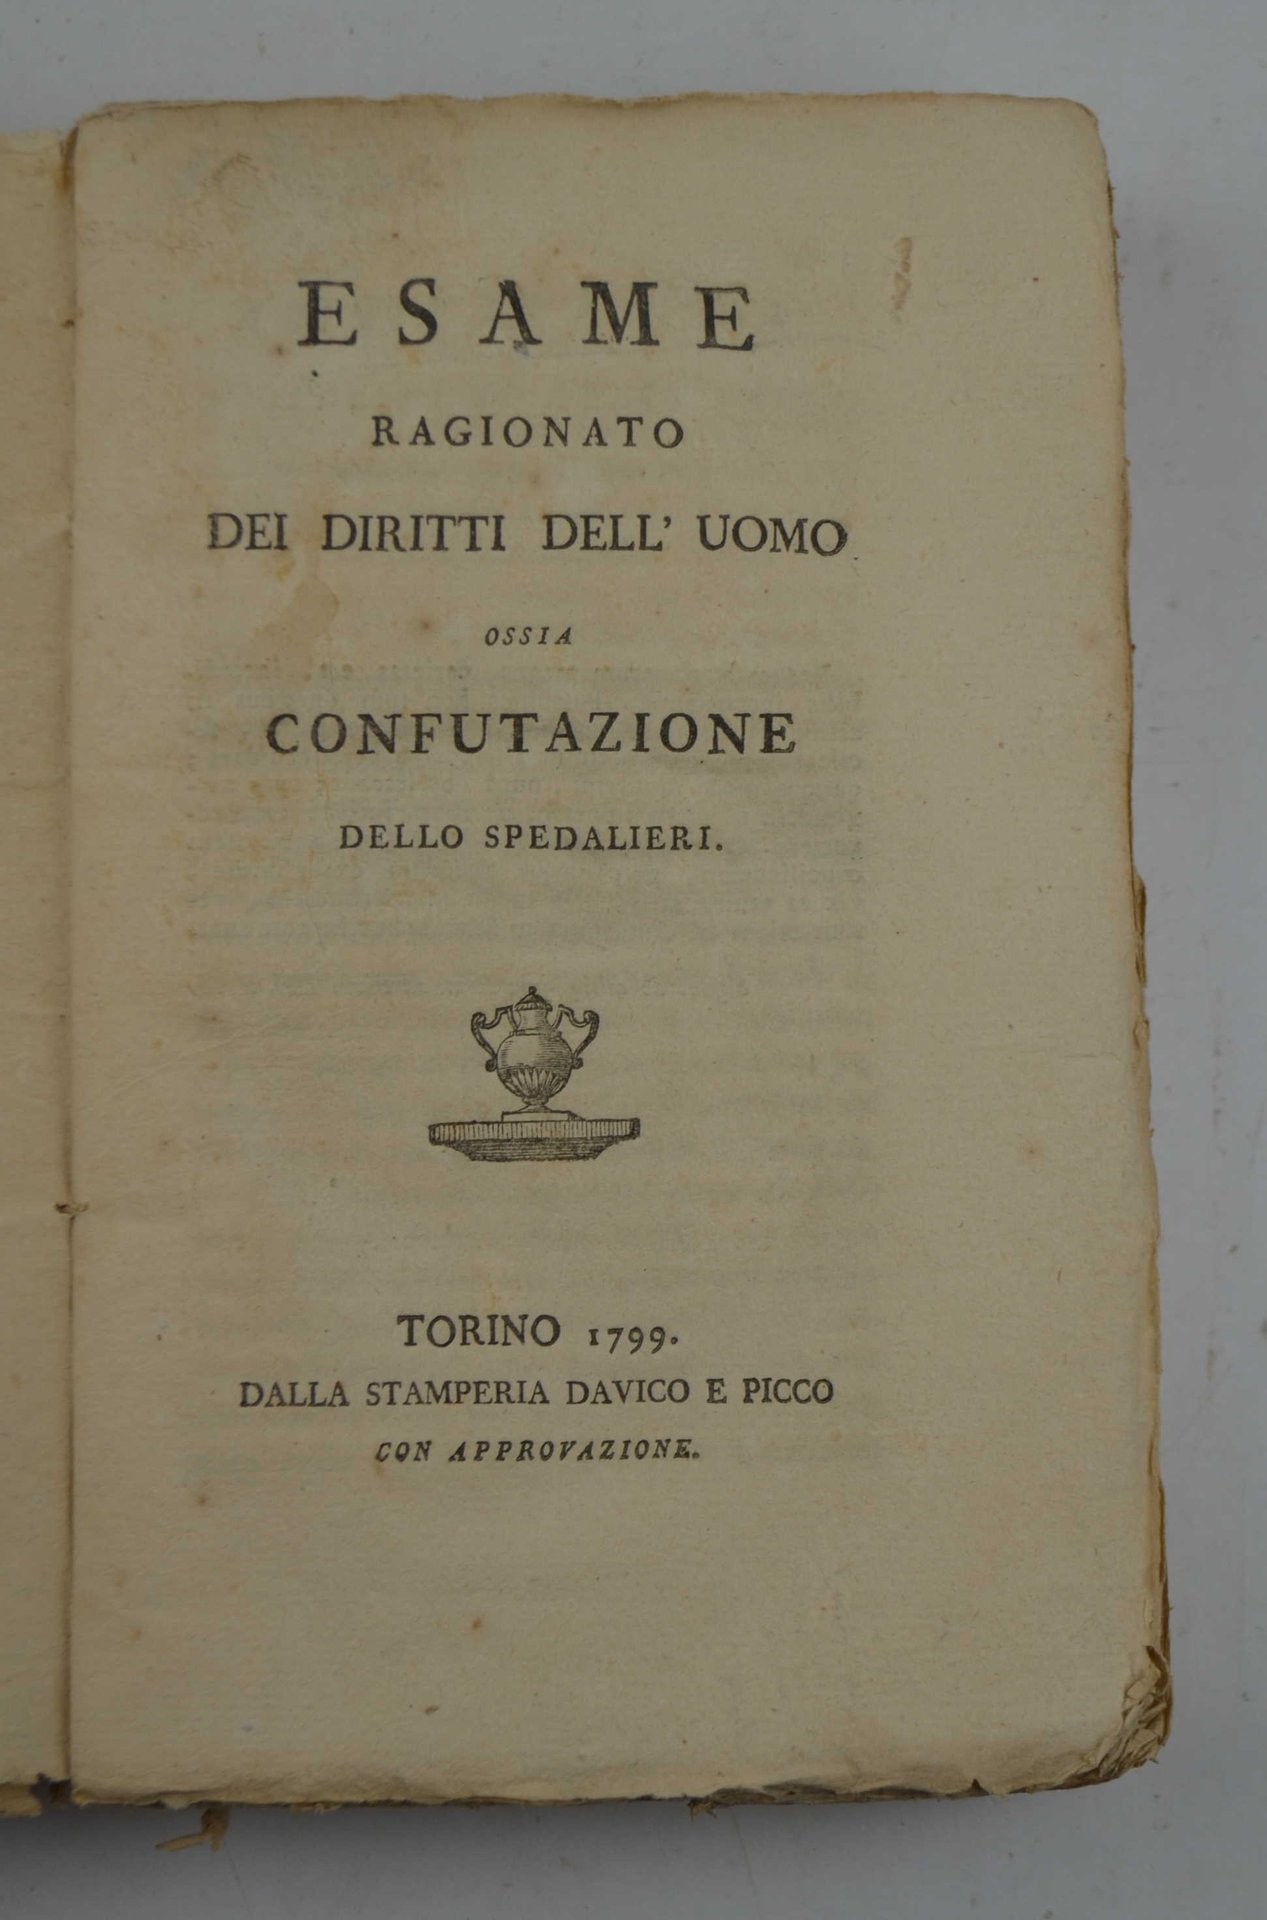 ESAME
RAGIONATO
DEI DIRITTI DELL' UOMO
OSSIA
CONFUTAZIONE
DELLO SPEDALIERI.
TORINO 1799.
DALLA STAMPERIA DAVICO E PICCO
CON APPROVAZIONE.